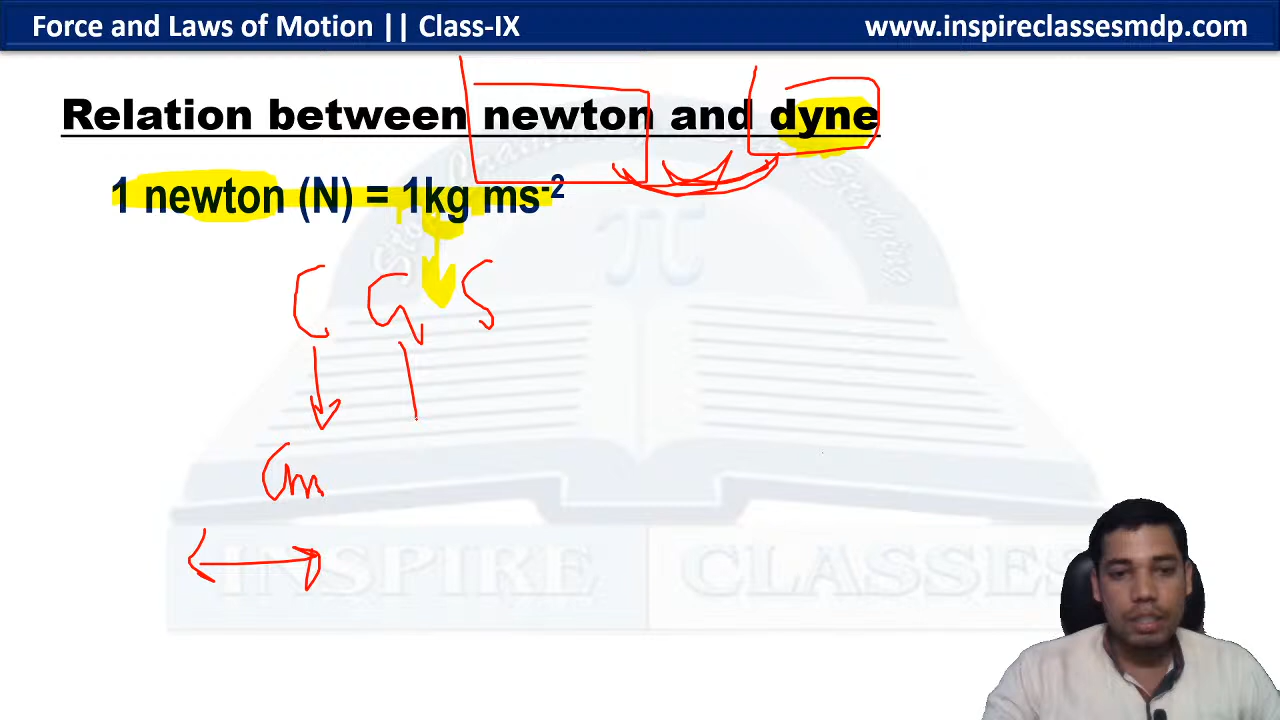 Force and Laws of Motion || Class-IX
www.inspireclassesmdp.com
Relation between newton and dyne
1 newton (N) = 1kg ms⁻²
C G S
Cm
π
Studying
INSPIRE CLASSES